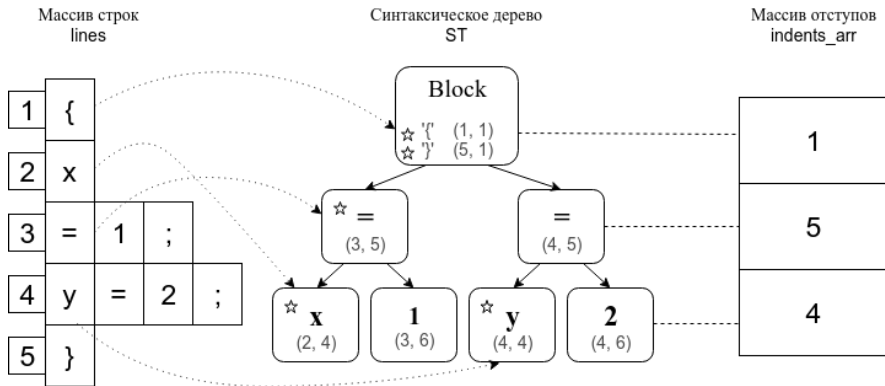 Массив строк
lines
Синтаксическое дерево
ST
Массив отступов
indents_arr
1 {
2 x
3 = 1 ;
4 y = 2 ;
5 }
Block
'{' (1, 1)
'}' (5, 1)
=
(3, 5)
=
(4, 5)
x
(2, 4)
1
(3, 6)
y
(4, 4)
2
(4, 6)
1
5
4